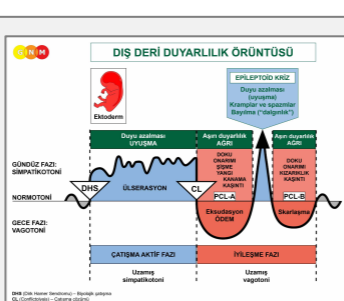 GNM
DIŞ DERİ DUYARLILIK ÖRÜNTÜSÜ
EPİLEPTOİD KRİZ
Duyu azalması
(uyuşma)
Kramplar ve spazmlar
Bayılma ("dalgınlık")
Ektoderm
Duyu azalması
UYUŞMA
Aşırı duyarlık
AĞRI
Aşırı duyarlık
AĞRI
GÜNDÜZ FAZI:
SİMPATİKOTONİ
DOKU
ONARIMI
ŞİŞME
YANGI
KANAMA
KAŞINTI
DOKU
ONARIMI
KIZARIKLIK
KAŞINTI
DHS
ÜLSERASYON
CL
PCL-A
PCL-B
NORMOTONİ
Eksudasyon
ÖDEM
Skarlaşma
GECE FAZI:
VAGOTONİ
ÇATIŞMA AKTİF FAZI
İYİLEŞME FAZI
Uzamış
simpatikotoni
Uzamış
vagotoni
DHS (Dirk Hamer Sendromu) – Biyolojik çatışma
CL (Conflictolysis) – Çatışma çözümü